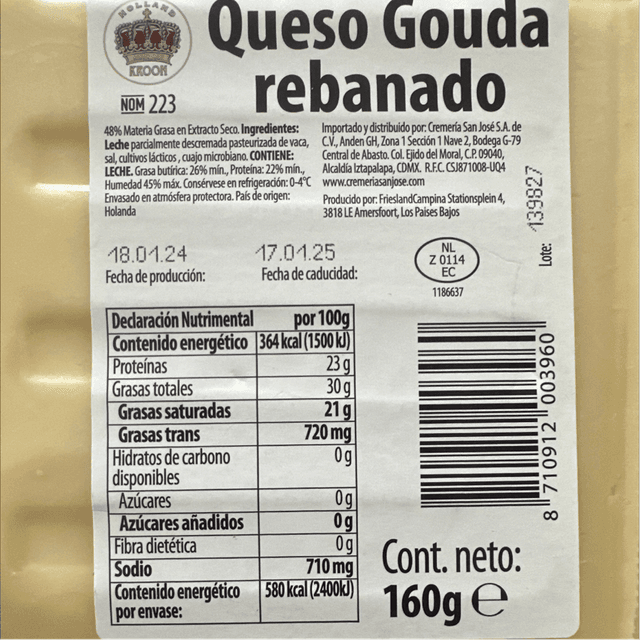 HOLLAND
KROON
Queso Gouda
rebanado
NOM 223
48% Materia Grasa en Extracto Seco. Ingredientes:
Leche parcialmente descremada pasteurizada de vaca,
sal, cultivos lácticos, cuajo microbiano. CONTIENE:
LECHE. Grasa butírica: 26% mín., Proteína: 22% mín.,
Humedad 45% máx. Consérvese en refrigeración: 0-4°C
Envasado en atmósfera protectora. País de origen:
Holanda
Importado y distribuido por: Cremería San José S.A. de
C.V., Anden GH, Zona 1 Sección 1 Nave 2, Bodega G-79
Central de Abasto. Col. Ejido del Moral, C.P. 09040,
Alcaldía Iztapalapa, CDMX. R.F.C. CSJ871008-UQ4
www.cremeriasanjose.com
Producido por: FrieslandCampina Stationsplein 4,
3818 LE Amersfoort, Los Paises Bajos
Lote: 139827
18.01.24
Fecha de producción:
17.01.25
Fecha de caducidad:
NL
Z 0114
EC
1186637
Declaración Nutrimental por 100g
Contenido energético 364 kcal (1500 kJ)
Proteínas 23 g
Grasas totales 30 g
Grasas saturadas 21 g
Grasas trans 720 mg
Hidratos de carbono 0 g
disponibles
Azúcares 0 g
Azúcares añadidos 0 g
Fibra dietética 0 g
Sodio 710 mg
Contenido energético 580 kcal (2400kJ)
por envase:
8 710912 003960
Cont. neto:
160g e